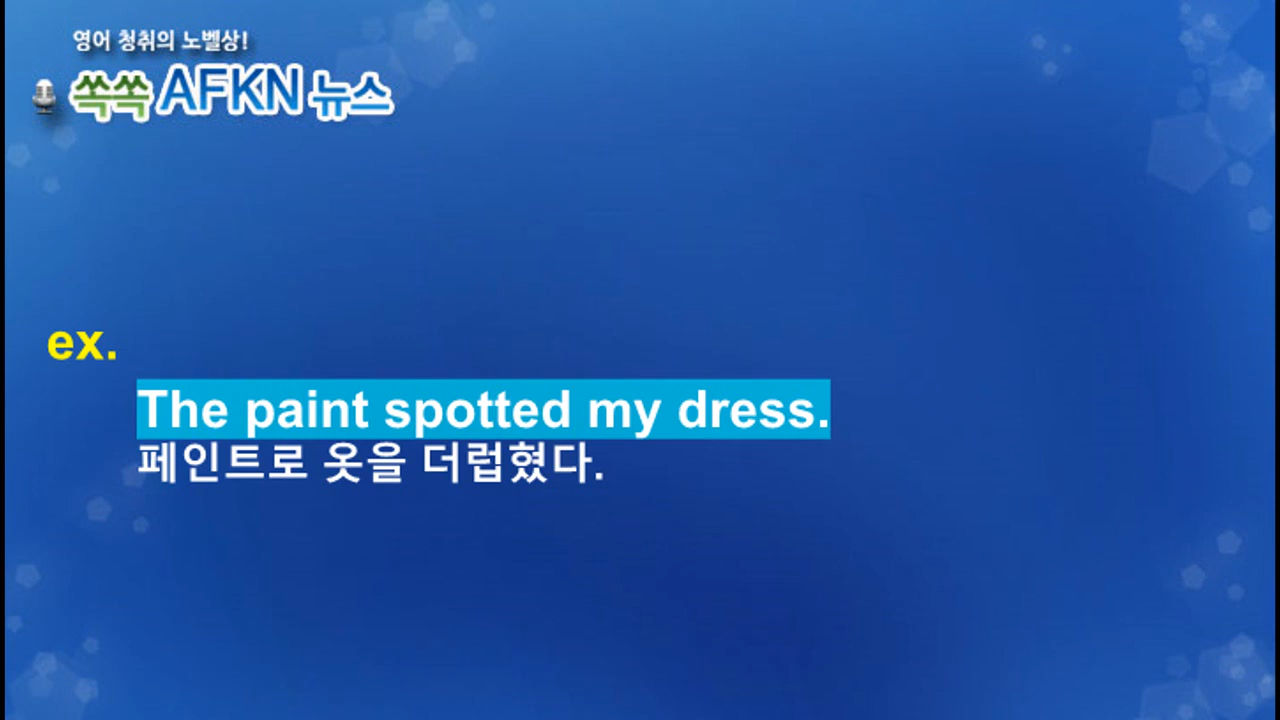 영어 청취의 노벨상!
쏙쏙 AFKN 뉴스
ex.
The paint spotted my dress.
페인트로 옷을 더럽혔다.